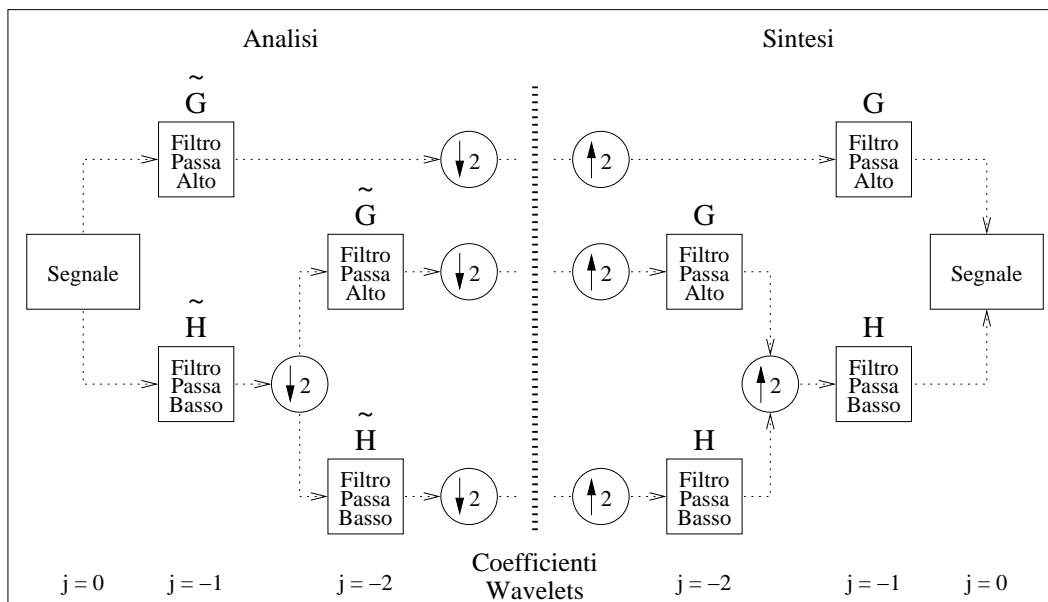 Analisi
Sintesi
~
G
G
Filtro
Passa
Alto
↓2
↑2
Filtro
Passa
Alto
~
G
G
Segnale
Filtro
Passa
Alto
↓2
↑2
Filtro
Passa
Alto
Segnale
~
H
H
Filtro
Passa
Basso
↓2
↑2
Filtro
Passa
Basso
~
H
H
Filtro
Passa
Basso
↓2
↑2
Filtro
Passa
Basso
Coefficienti
Wavelets
j = 0
j = −1
j = −2
j = −2
j = −1
j = 0